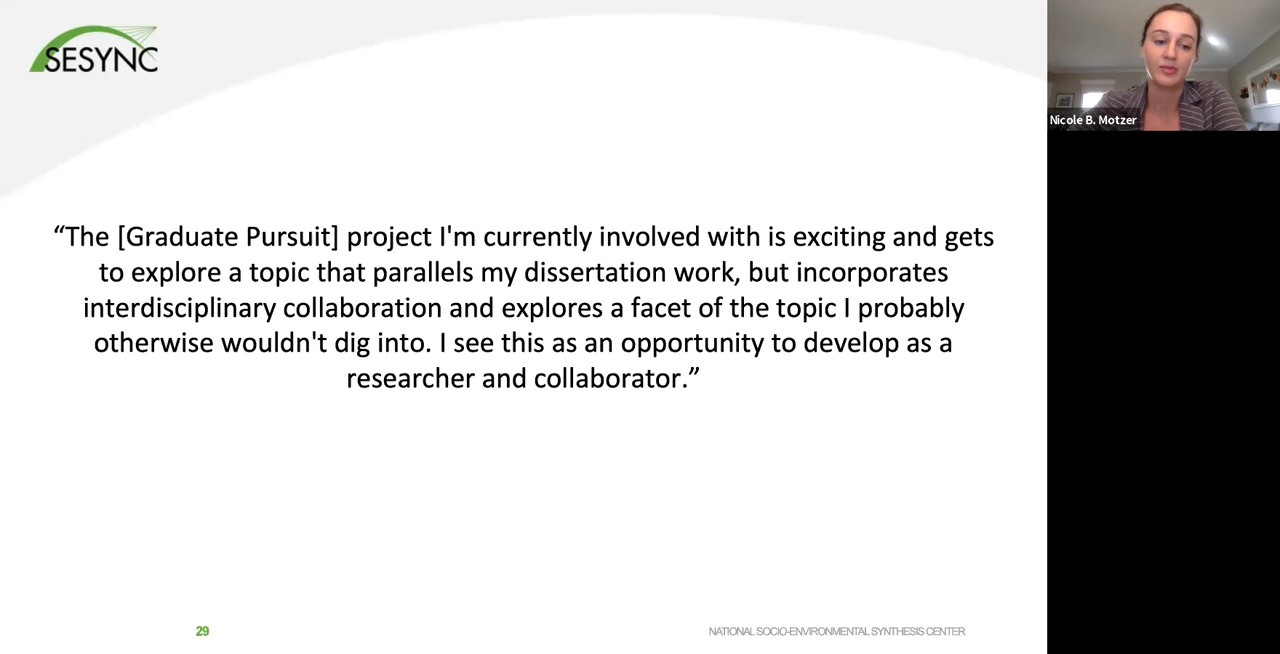 SESYNC
Nicole B. Motzer
“The [Graduate Pursuit] project I'm currently involved with is exciting and gets
to explore a topic that parallels my dissertation work, but incorporates
interdisciplinary collaboration and explores a facet of the topic I probably
otherwise wouldn't dig into. I see this as an opportunity to develop as a
researcher and collaborator.”
29
NATIONAL SOCIO-ENVIRONMENTAL SYNTHESIS CENTER